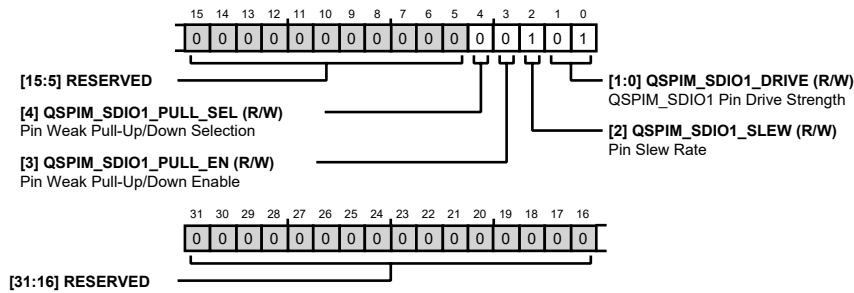 15 14 13 12 11 10 9 8 7 6 5 4 3 2 1 0
0 0 0 0 0 0 0 0 0 0 0 0 0 1 0 1
[15:5] RESERVED
[4] QSPIM_SDIO1_PULL_SEL (R/W)
Pin Weak Pull-Up/Down Selection
[3] QSPIM_SDIO1_PULL_EN (R/W)
Pin Weak Pull-Up/Down Enable
[1:0] QSPIM_SDIO1_DRIVE (R/W)
QSPIM_SDIO1 Pin Drive Strength
[2] QSPIM_SDIO1_SLEW (R/W)
Pin Slew Rate
31 30 29 28 27 26 25 24 23 22 21 20 19 18 17 16
0 0 0 0 0 0 0 0 0 0 0 0 0 0 0 0
[31:16] RESERVED